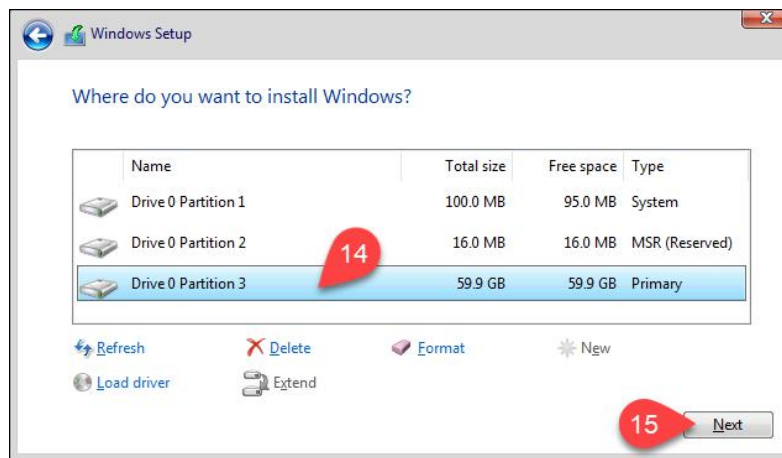 Windows Setup
Where do you want to install Windows?
Name Total size Free space Type
Drive 0 Partition 1 100.0 MB 95.0 MB System
Drive 0 Partition 2 16.0 MB 16.0 MB MSR (Reserved)
14
Drive 0 Partition 3 59.9 GB 59.9 GB Primary
Refresh Delete Format New
Load driver Extend
15 Next